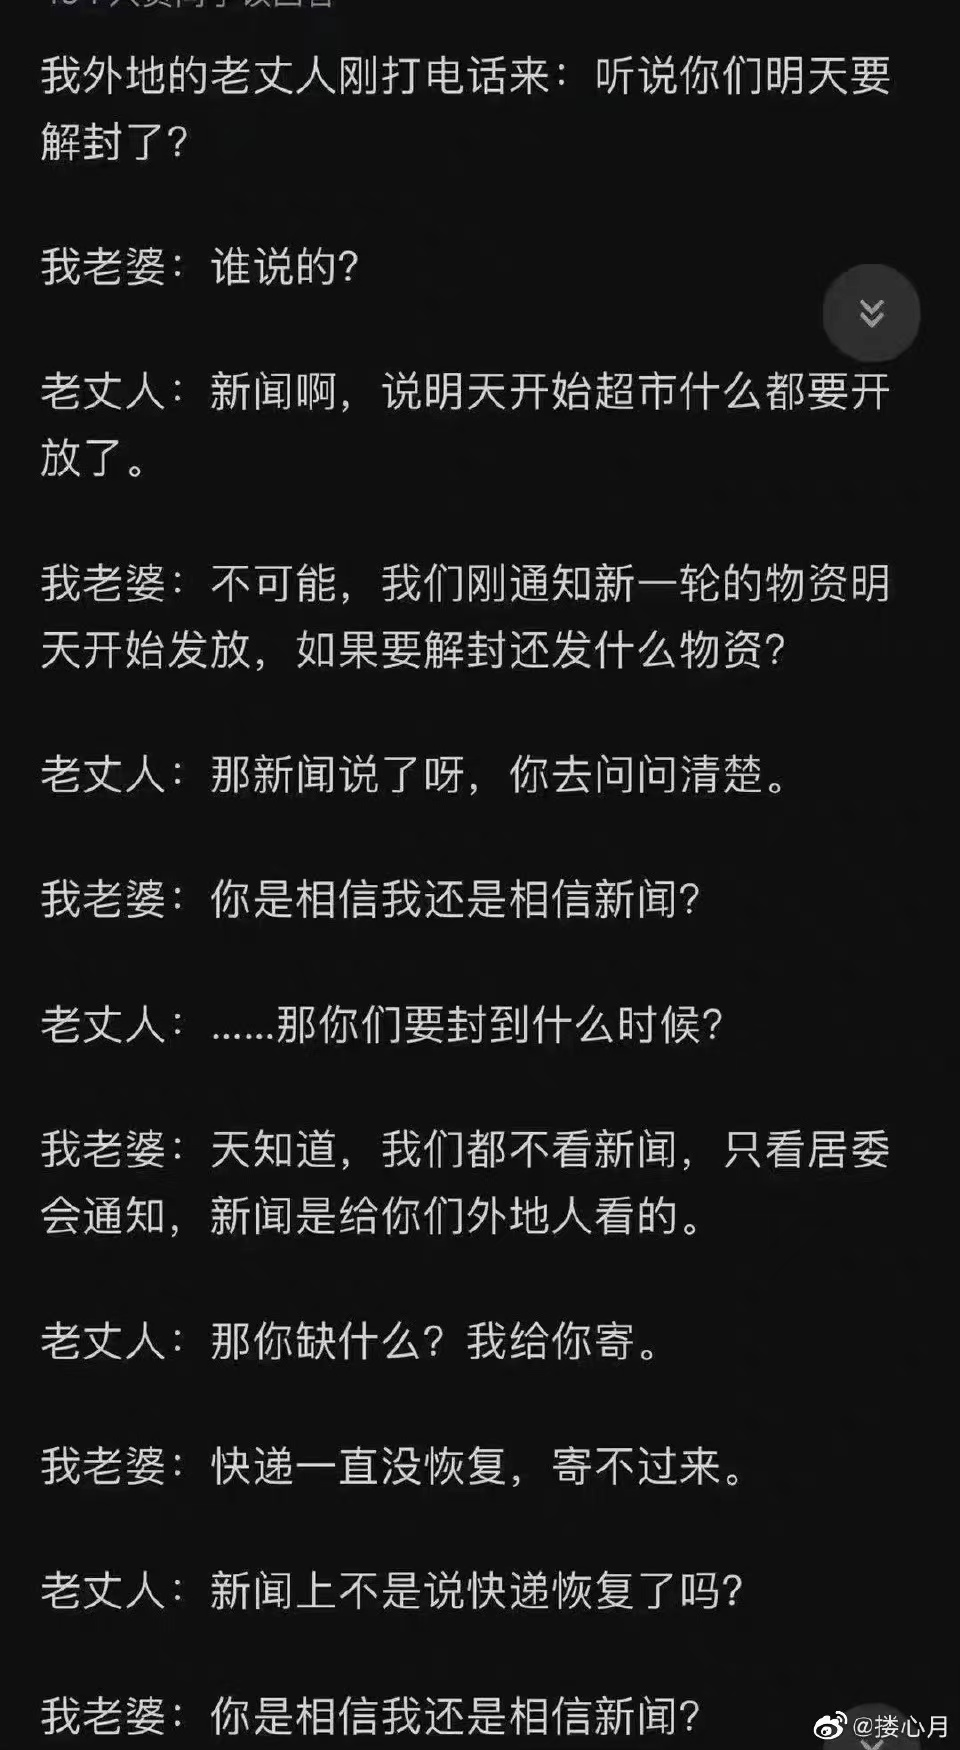 我外地的老丈人刚打电话来：听说你们明天要
解封了？
我老婆：谁说的？
老丈人：新闻啊，说明天开始超市什么都要开
放了。
我老婆：不可能，我们刚通知新一轮的物资明
天开始发放，如果要解封还发什么物资？
老丈人：那新闻说了呀，你去问问清楚。
我老婆：你是相信我还是相信新闻？
老丈人：......那你们要封到什么时候？
我老婆：天知道，我们都不看新闻，只看居委
会通知，新闻是给你们外地人看的。
老丈人：那你缺什么？我给你寄。
我老婆：快递一直没恢复，寄不过来。
老丈人：新闻上不是说快递恢复了吗？
我老婆：你是相信我还是相信新闻？
@搂心月